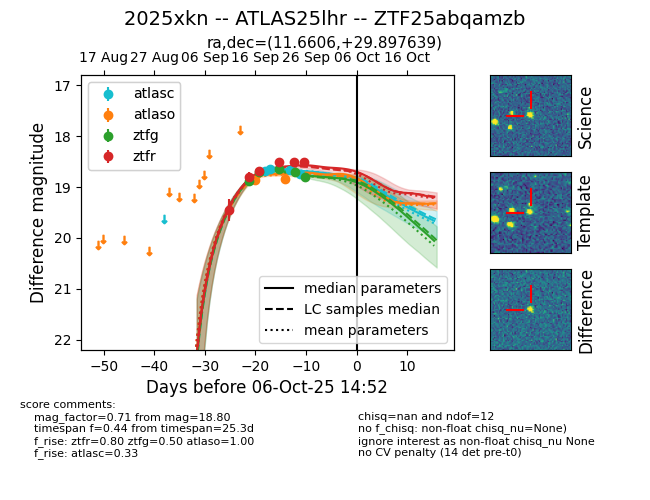 2025xkn -- ATLAS25lhr -- ZTF25abqamzb
ra,dec=(11.6606,+29.897639)
17 Aug 27 Aug 06 Sep 16 Sep 26 Sep 06 Oct 16 Oct
17
18
19
20
21
22
Difference magnitude
atlasc
atlaso
ztfg
ztfr
median parameters
LC samples median
mean parameters
−50 −40 −30 −20 −10 0 10
Days before 06-Oct-25 14:52
Science
Template
Difference
score comments:
mag_factor=0.71 from mag=18.80
timespan f=0.44 from timespan=25.3d
f_rise: ztfr=0.80 ztfg=0.50 atlaso=1.00
f_rise: atlasc=0.33
chisq=nan and ndof=12
no f_chisq: non-float chisq_nu=None)
ignore interest as non-float chisq_nu None
no CV penalty (14 det pre-t0)